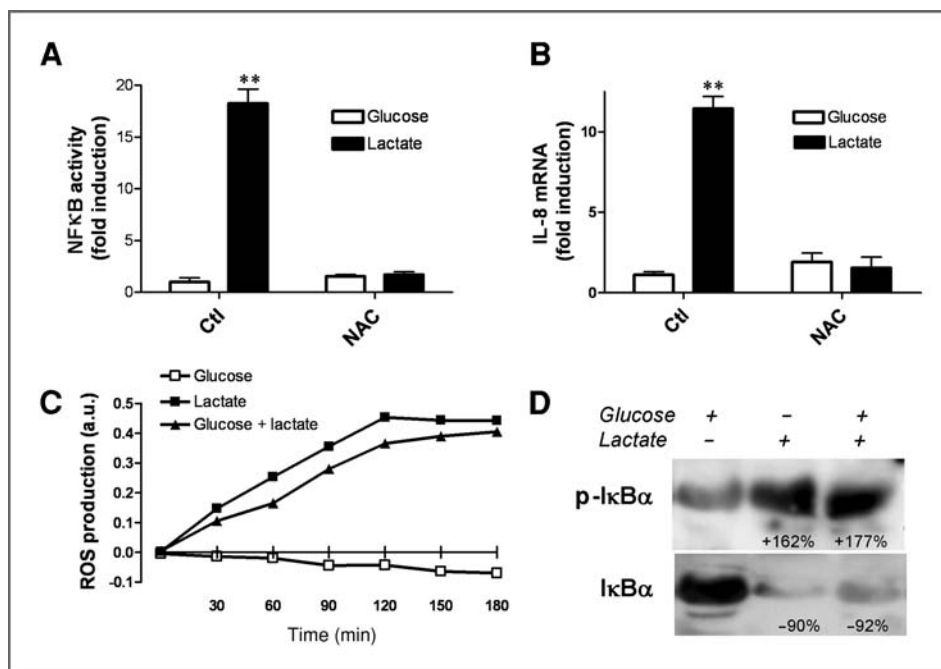 A
NFκB activity
(fold induction)
20
15
10
5
0
**
Glucose
Lactate
Ctl
NAC
B
IL-8 mRNA
(fold induction)
10
5
0
**
Glucose
Lactate
Ctl
NAC
C
Glucose
Lactate
Glucose + lactate
ROS production (a.u.)
0.5
0.4
0.3
0.2
0.1
0.0
-0.1
30 60 90 120 150 180
Time (min)
D
Glucose + – +
Lactate – + +
p-IκBα
+162% +177%
IκBα
–90% –92%